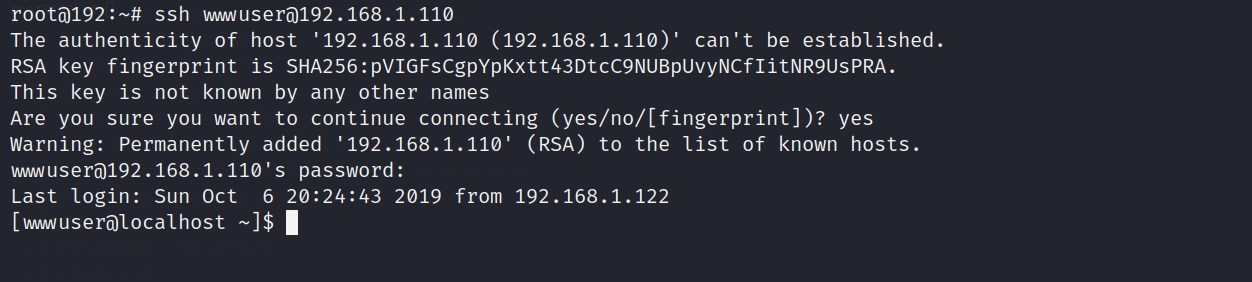 root@192:~# ssh wwwuser@192.168.1.110
The authenticity of host '192.168.1.110 (192.168.1.110)' can't be established.
RSA key fingerprint is SHA256:pVIGFsCgpYpKxtt43DtcC9NUBpUvyNCfIitNR9UsPRA.
This key is not known by any other names
Are you sure you want to continue connecting (yes/no/[fingerprint])? yes
Warning: Permanently added '192.168.1.110' (RSA) to the list of known hosts.
wwwuser@192.168.1.110's password:
Last login: Sun Oct  6 20:24:43 2019 from 192.168.1.122
[wwwuser@localhost ~]$